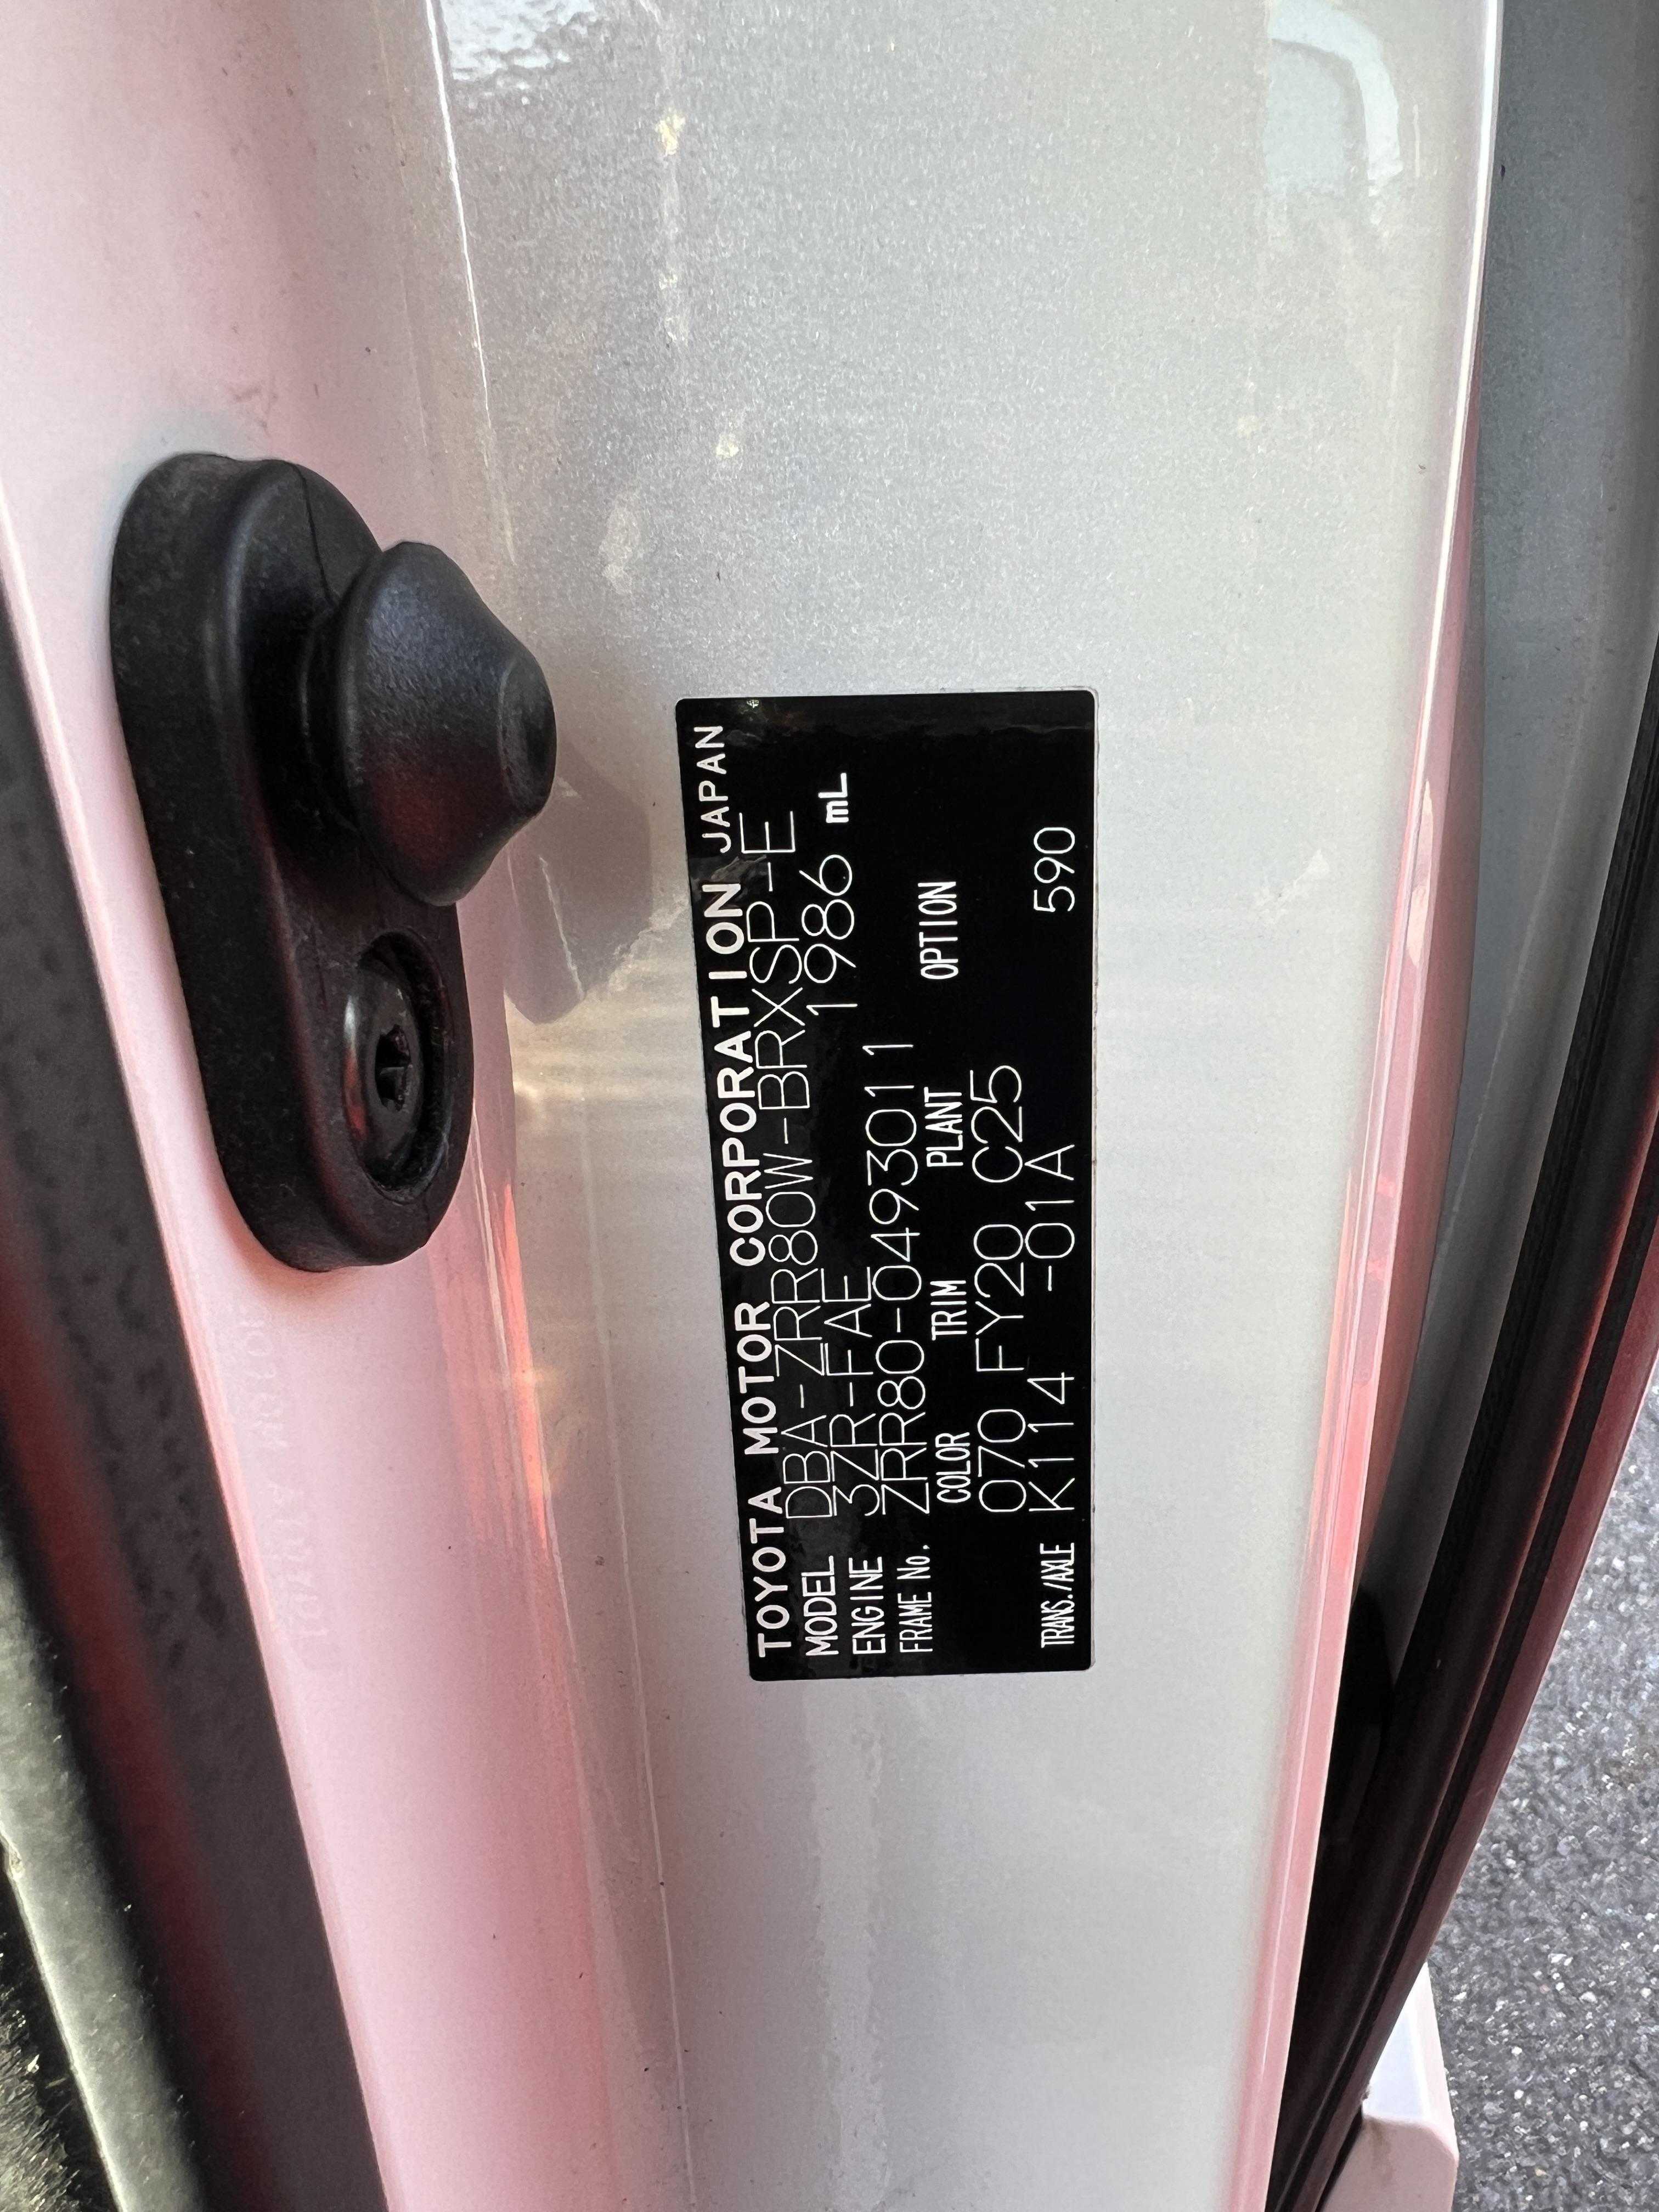 TOYOTA MOTOR CORPORATION JAPAN
MODEL DBA-ZRR80W-BRXSP-E
ENGINE 3ZR-FAE 1986 mL
FRAME No. ZRR80-0493011
COLOR TRIM PLANT OPTION
070 FY20 C25
TRANS./AXLE K114 -01A 590